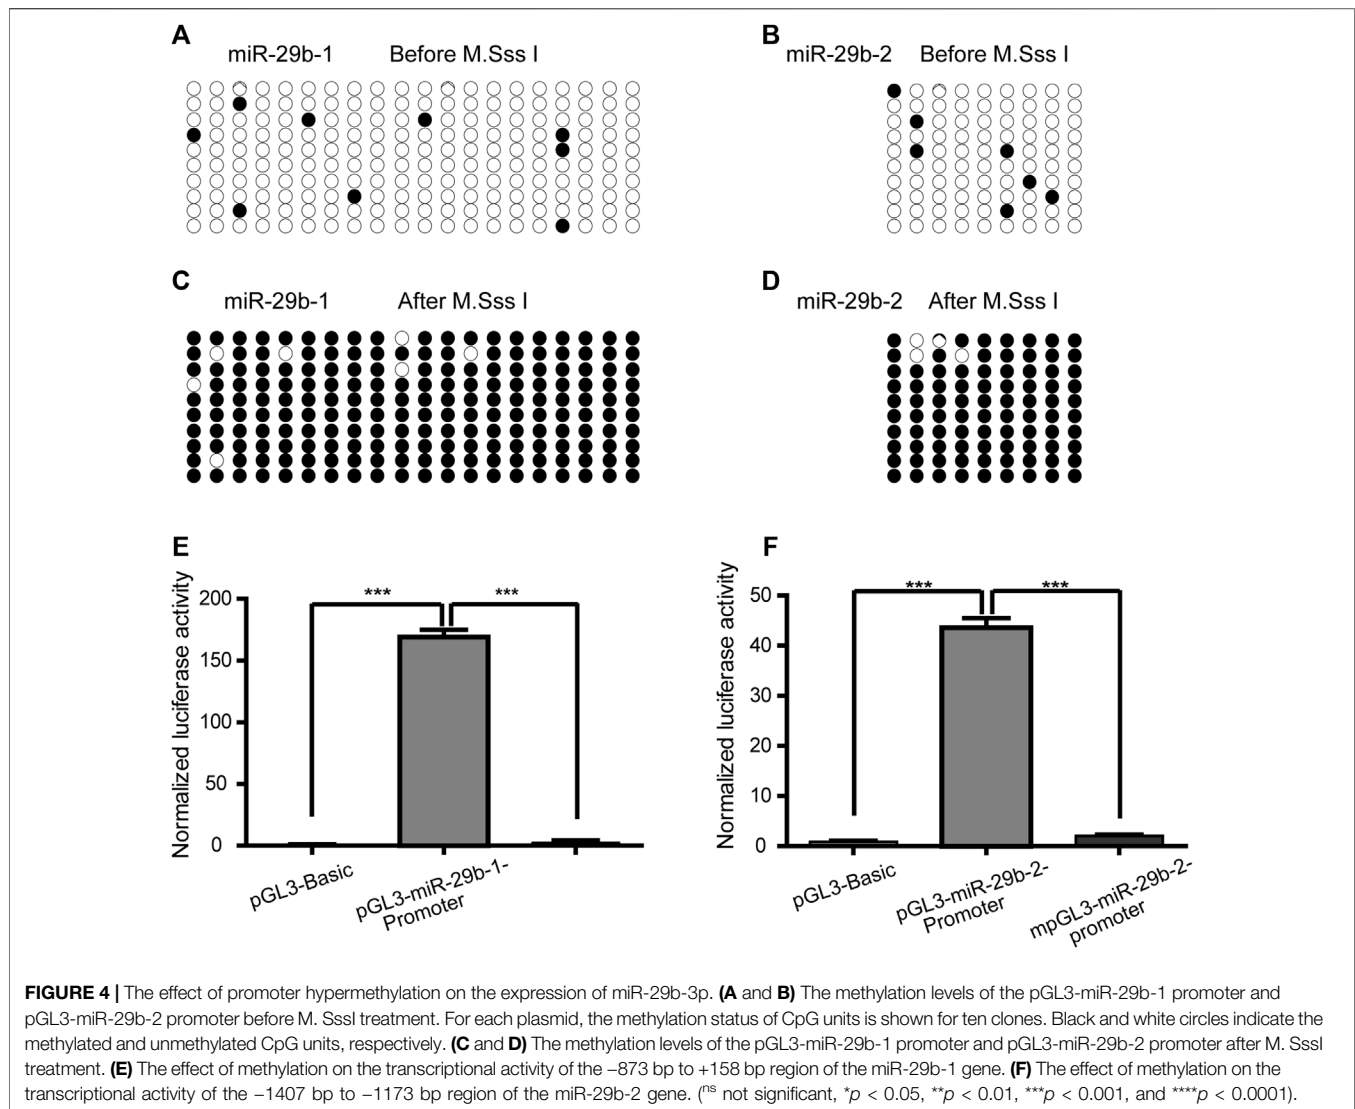 A
miR-29b-1 Before M.Sss I
B
miR-29b-2 Before M.Sss I
C
miR-29b-1 After M.Sss I
D
miR-29b-2 After M.Sss I
E
Normalized luciferase activity
200
150
100
50
0
***
***
pGL3-Basic
pGL3-miR-29b-1-
Promoter
F
Normalized luciferase activity
50
40
30
20
10
0
***
***
pGL3-Basic
pGL3-miR-29b-2-
Promoter
mpGL3-miR-29b-2-
promoter
FIGURE 4 | The effect of promoter hypermethylation on the expression of miR-29b-3p. (A and B) The methylation levels of the pGL3-miR-29b-1 promoter and
pGL3-miR-29b-2 promoter before M. SssI treatment. For each plasmid, the methylation status of CpG units is shown for ten clones. Black and white circles indicate the
methylated and unmethylated CpG units, respectively. (C and D) The methylation levels of the pGL3-miR-29b-1 promoter and pGL3-miR-29b-2 promoter after M. SssI
treatment. (E) The effect of methylation on the transcriptional activity of the −873 bp to +158 bp region of the miR-29b-1 gene. (F) The effect of methylation on the
transcriptional activity of the −1407 bp to −1173 bp region of the miR-29b-2 gene. (ns not significant, *p < 0.05, **p < 0.01, ***p < 0.001, and ****p < 0.0001).